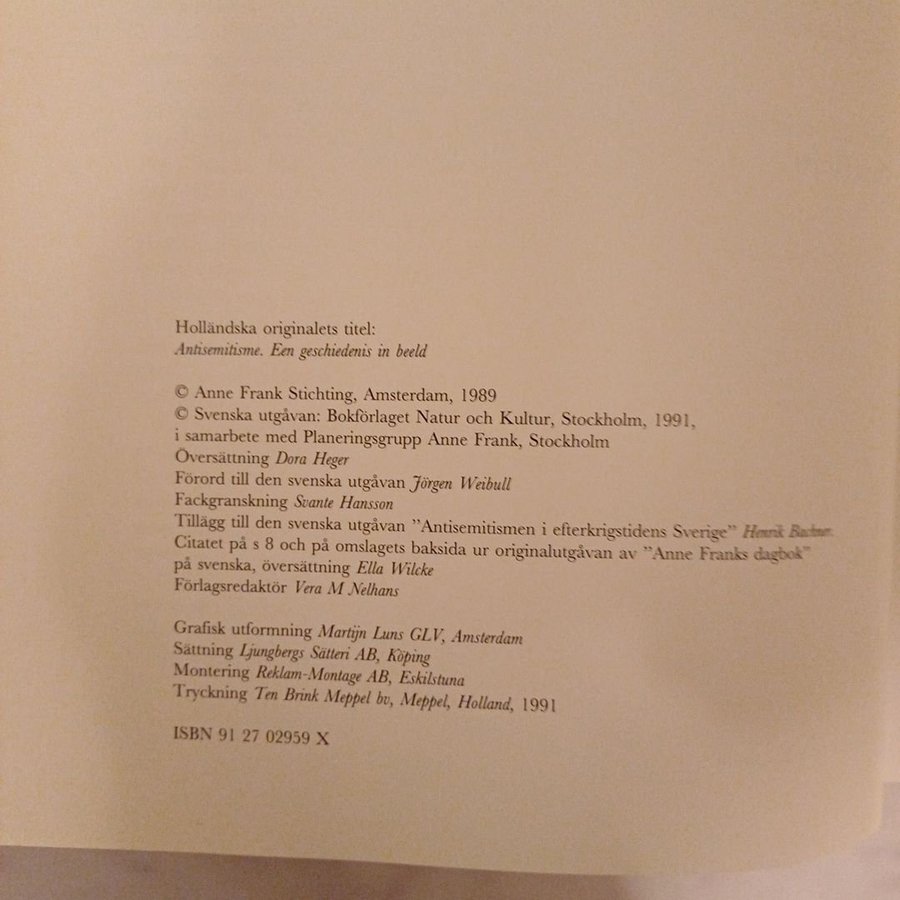 Holländska originalets titel:
Antisemitisme. Een geschiedenis in beeld
© Anne Frank Stichting, Amsterdam, 1989
© Svenska utgåvan: Bokförlaget Natur och Kultur, Stockholm, 1991,
i samarbete med Planeringsgrupp Anne Frank, Stockholm
Översättning Dora Heger
Förord till den svenska utgåvan Jörgen Weibull
Fackgranskning Svante Hansson
Tillägg till den svenska utgåvan ”Antisemitismen i efterkrigstidens Sverige” Henrik Bachner.
Citatet på s 8 och på omslagets baksida ur originalutgåvan av ”Anne Franks dagbok”
på svenska, översättning Ella Wilcke
Förlagsredaktör Vera M Nelhans
Grafisk utformning Martijn Luns GLV, Amsterdam
Sättning Ljungbergs Sätteri AB, Köping
Montering Reklam-Montage AB, Eskilstuna
Tryckning Ten Brink Meppel bv, Meppel, Holland, 1991
ISBN 91 27 02959 X